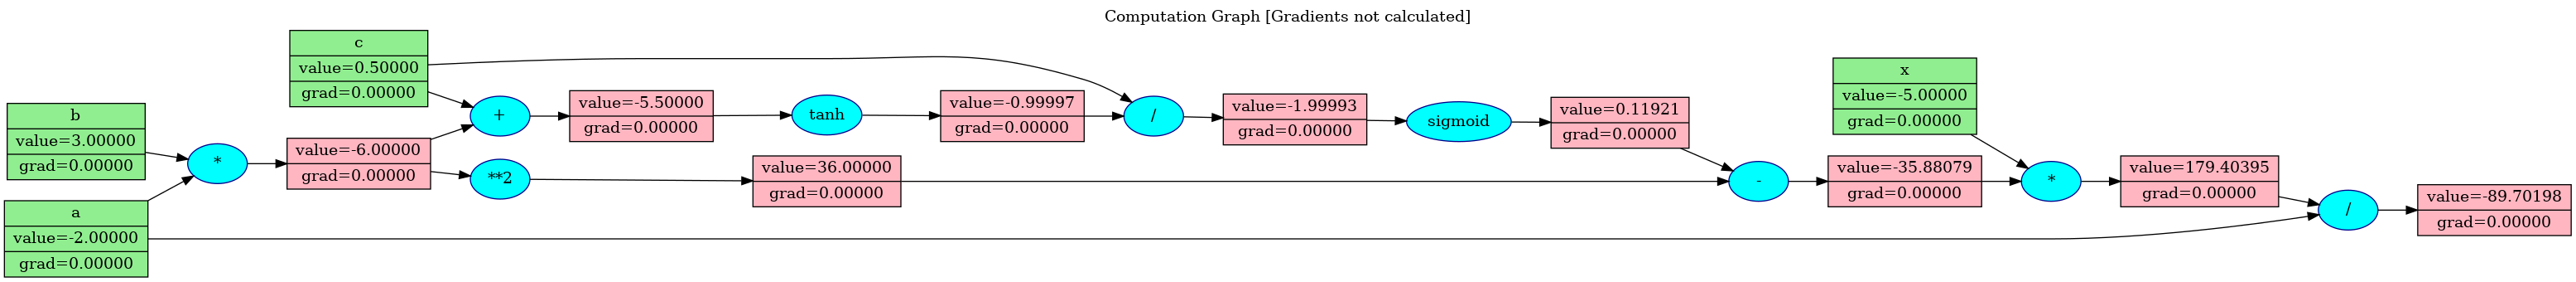 Computation Graph [Gradients not calculated]
b
value=3.00000
grad=0.00000
a
value=-2.00000
grad=0.00000
*
c
value=0.50000
grad=0.00000
value=-6.00000
grad=0.00000
+
**2
value=-5.50000
grad=0.00000
value=36.00000
grad=0.00000
tanh
value=-0.99997
grad=0.00000
/
value=-1.99993
grad=0.00000
sigmoid
value=0.11921
grad=0.00000
-
x
value=-5.00000
grad=0.00000
value=-35.88079
grad=0.00000
*
value=179.40395
grad=0.00000
/
value=-89.70198
grad=0.00000